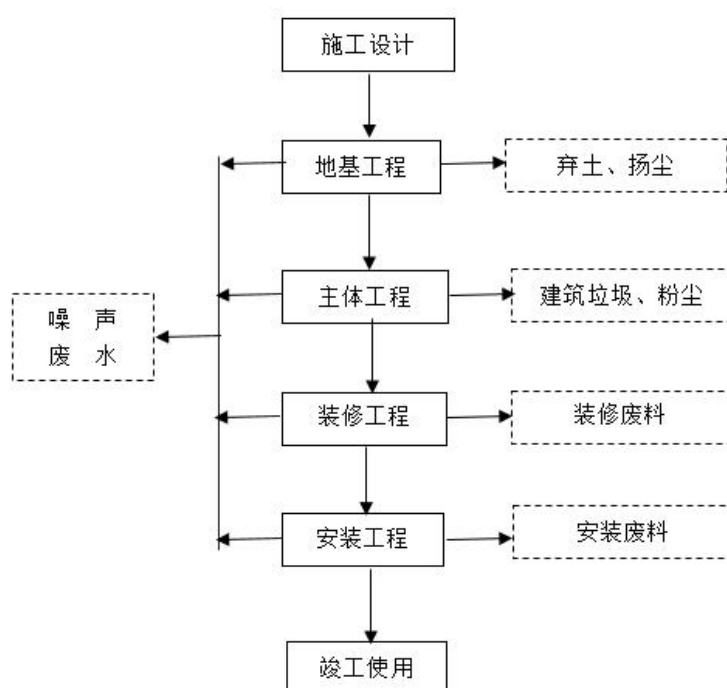 施工设计
地基工程
弃土、扬尘
主体工程
建筑垃圾、粉尘
噪 声
废 水
装修工程
装修废料
安装工程
安装废料
竣工使用